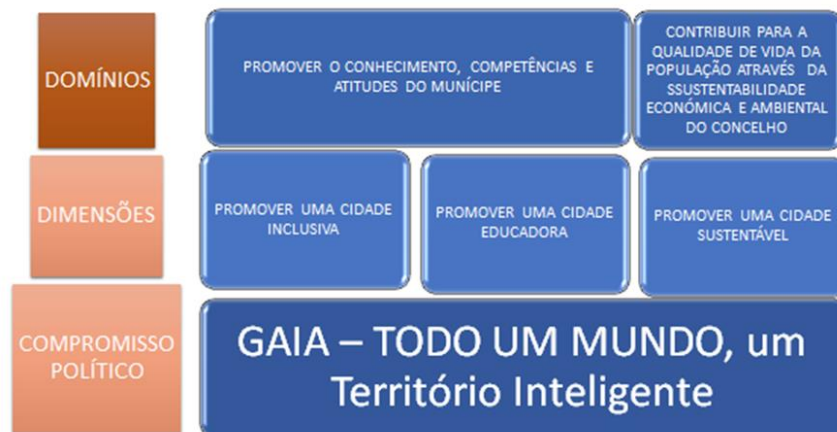 DOMÍNIOS
PROMOVER O CONHECIMENTO, COMPETÊNCIAS E
ATITUDES DO MUNÍCIPE
CONTRIBUIR PARA A
QUALIDADE DE VIDA DA
POPULAÇÃO ATRAVÉS DA
SSUSTENTABILIDADE
ECONÓMICA E AMBIENTAL
DO CONCELHO
DIMENSÕES
PROMOVER UMA CIDADE
INCLUSIVA
PROMOVER UMA CIDADE
EDUCADORA
PROMOVER UMA CIDADE
SUSTENTÁVEL
COMPROMISSO
POLÍTICO
GAIA – TODO UM MUNDO, um
Território Inteligente